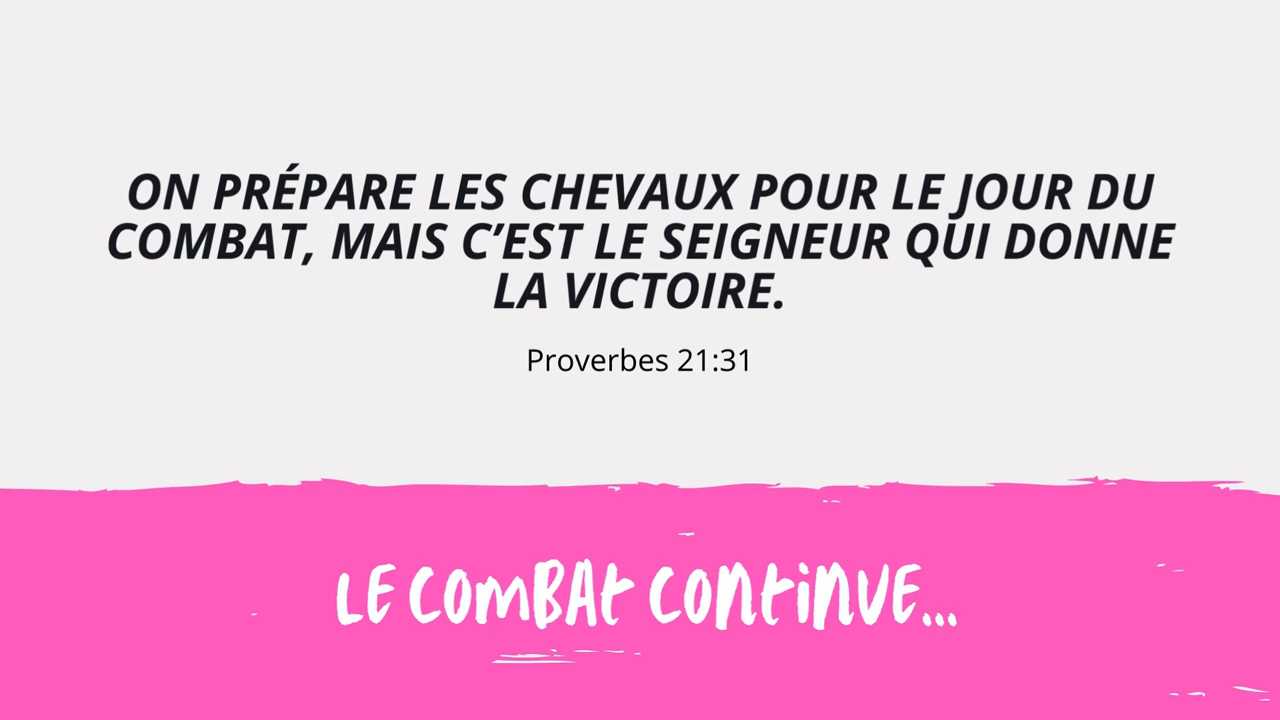 ON PRÉPARE LES CHEVAUX POUR LE JOUR DU
COMBAT, MAIS C’EST LE SEIGNEUR QUI DONNE
LA VICTOIRE.
Proverbes 21:31
LE COMBAT CONTINUE...